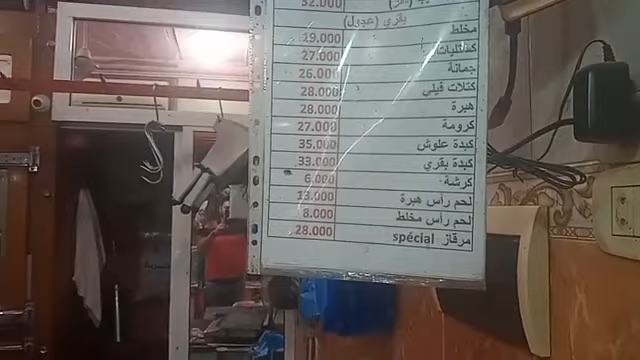 32.000
بقري (عجول)
مخلط 19.000
كستليات 27.000
جمانة 26.000
كتلات فيلي 28.000
هبرة 28.000
كرومة 27.000
كبدة علوش 35.000
كبدة بقري 33.000
كرشة 6.000
لحم رأس هبرة 13.000
لحم رأس مخلط 8.000
مرقاز spécial 28.000